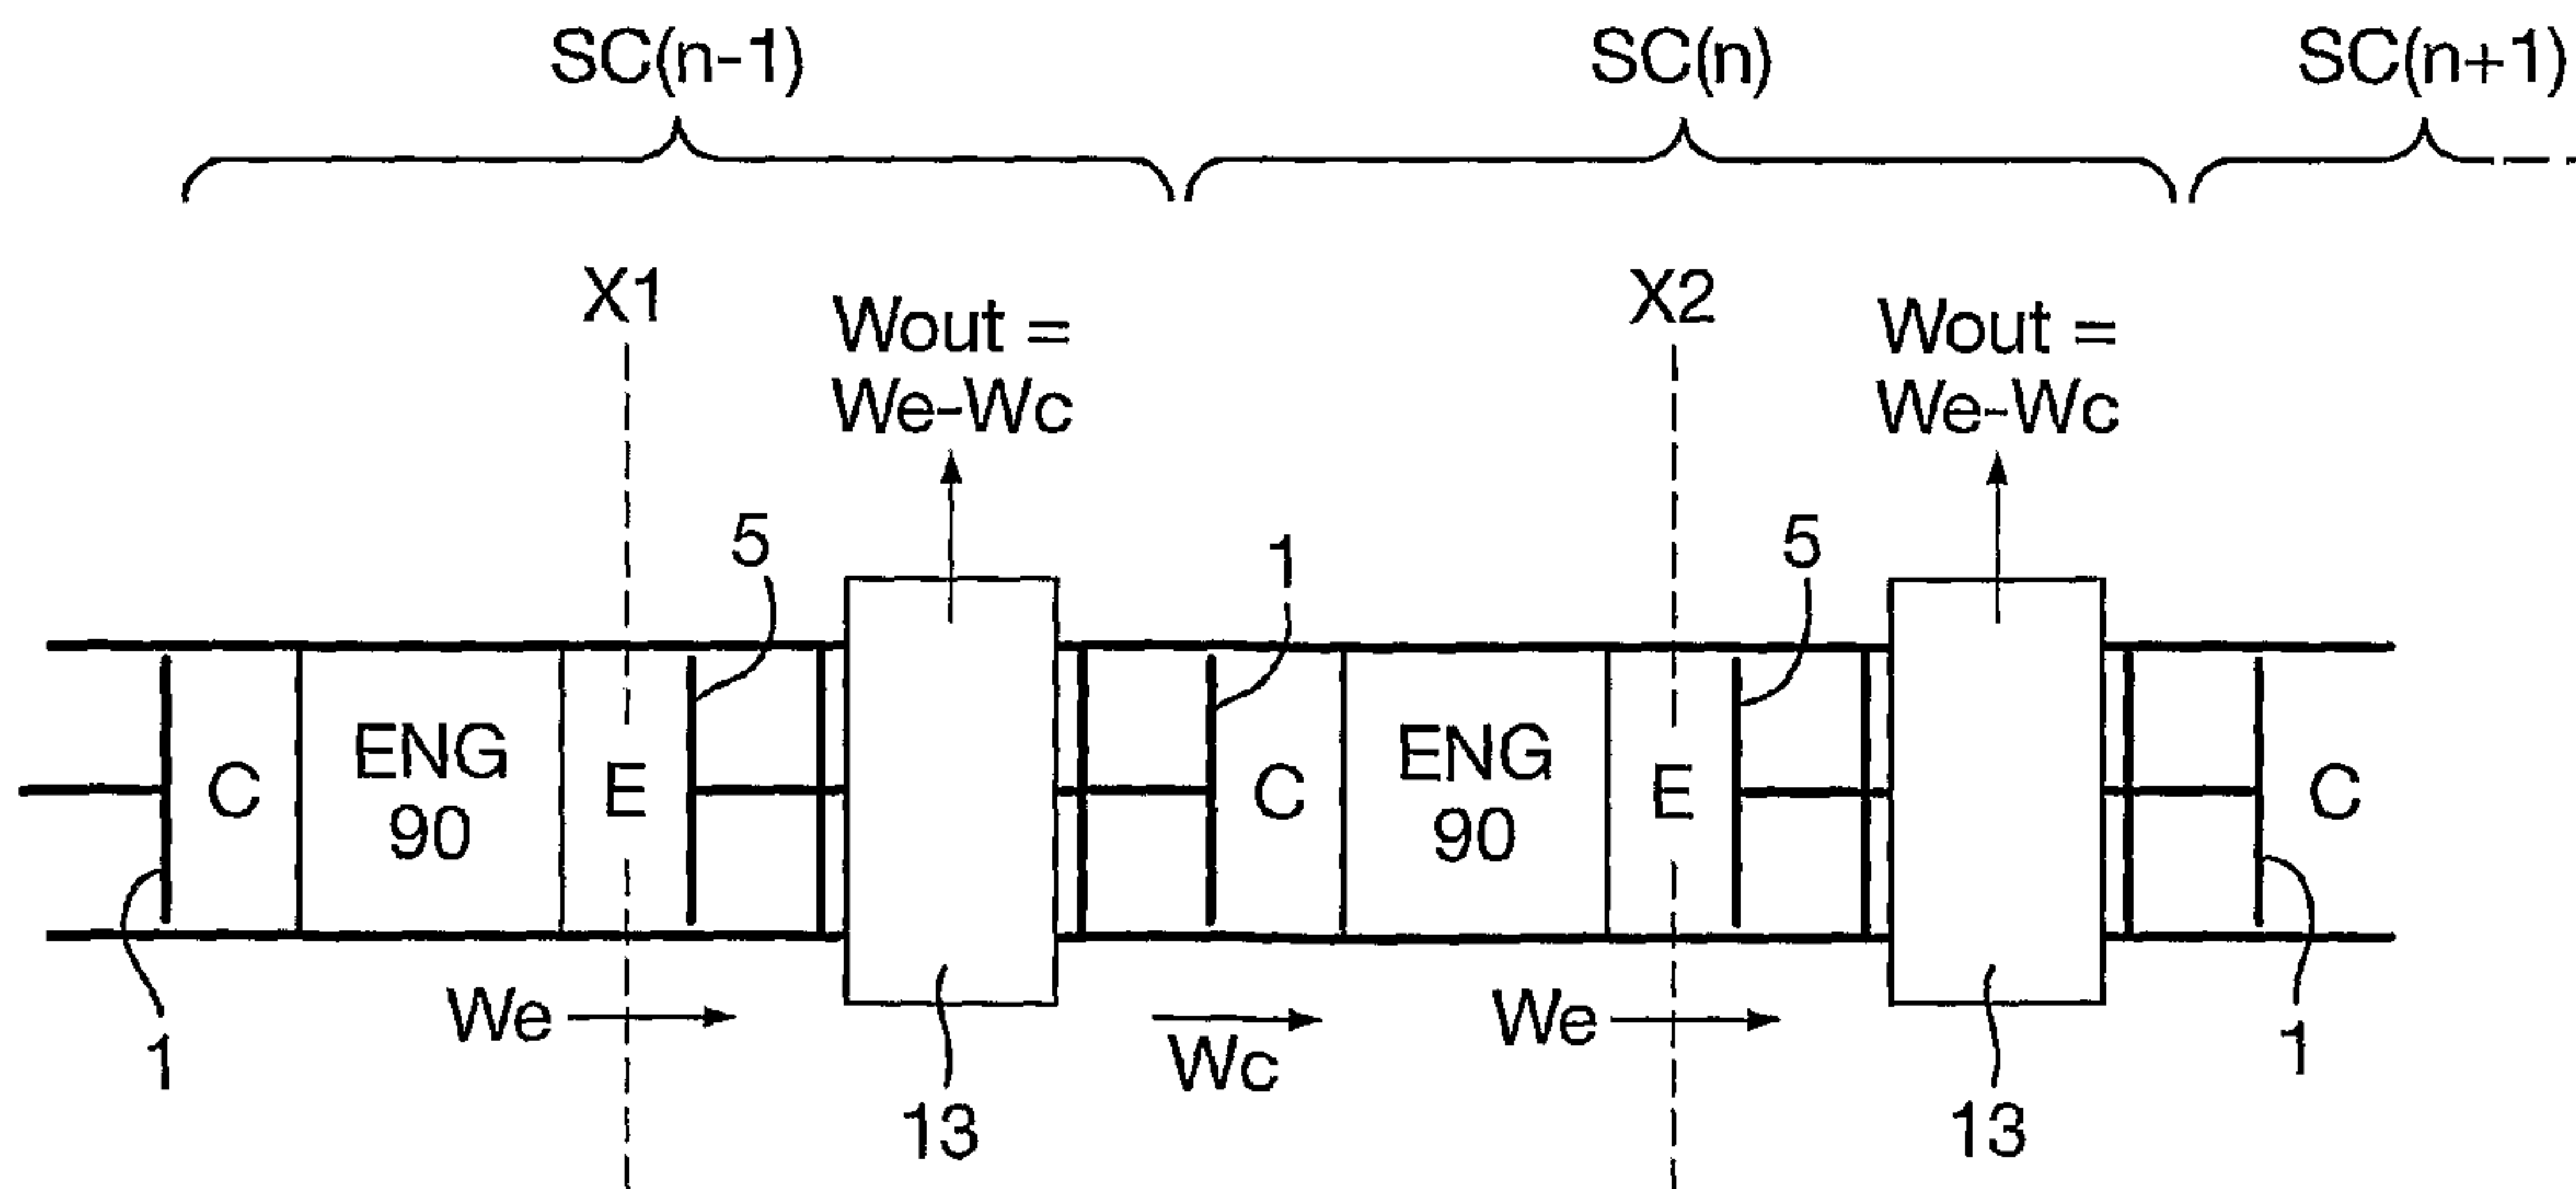 SC(n-1)
SC(n)
SC(n+1)
X1
X2
Wout =
We-Wc
Wout =
We-Wc
5
1
5
C
ENG
90
E
C
ENG
90
E
C
1
We
Wc
We
1
13
13